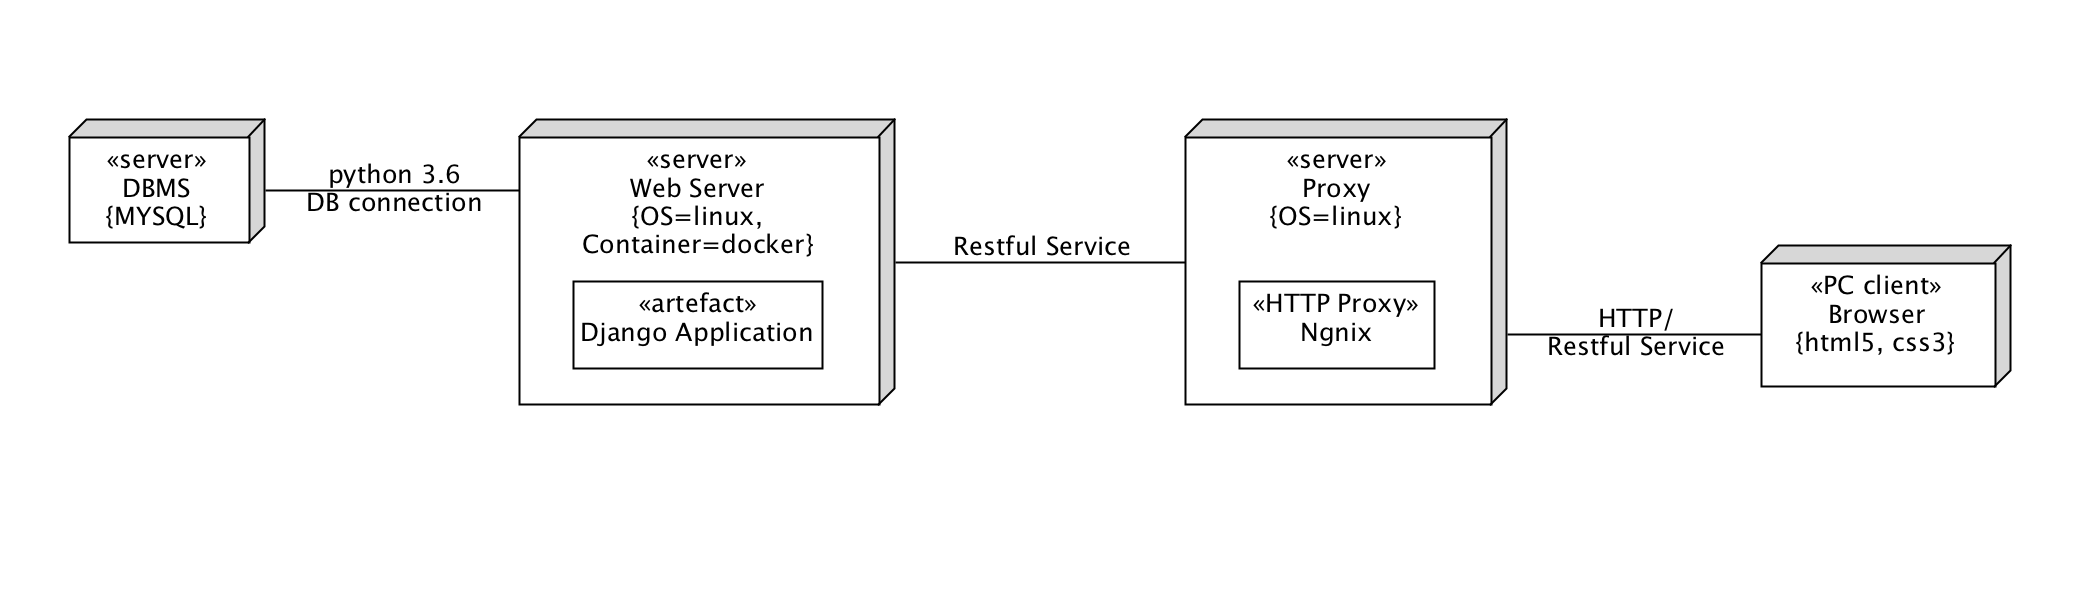 «server»
DBMS
{MYSQL}
python 3.6
DB connection
«server»
Web Server
{OS=linux,
Container=docker}
«artefact»
Django Application
Restful Service
«server»
Proxy
{OS=linux}
«HTTP Proxy»
Ngnix
HTTP/
Restful Service
«PC client»
Browser
{html5, css3}